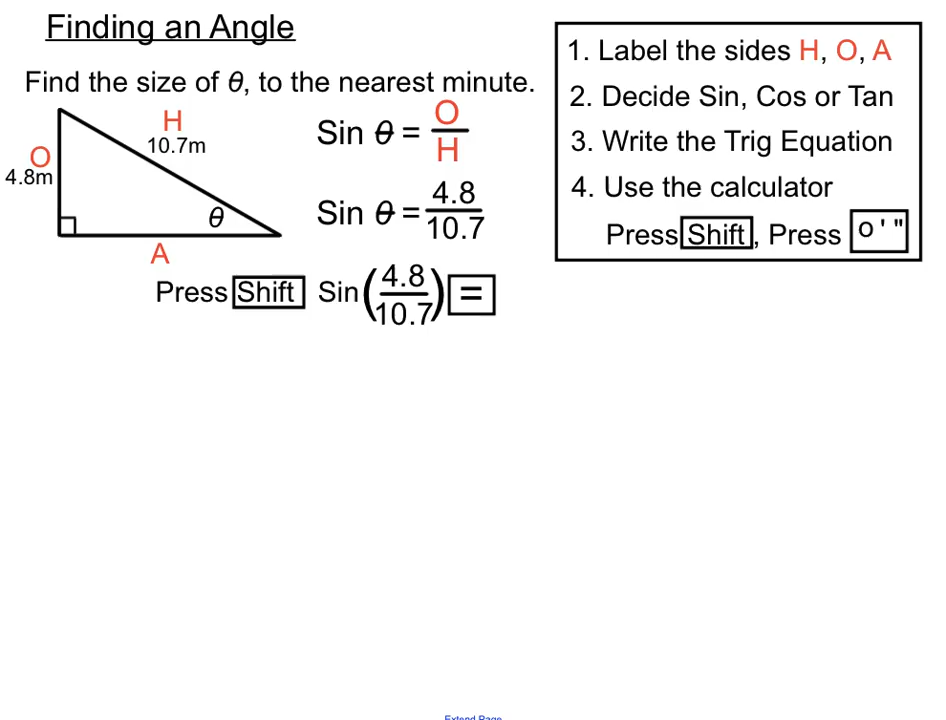 Finding an Angle
Find the size of θ, to the nearest minute.
H
10.7m
O
4.8m
θ
A
Sin θ = O/H
Sin θ = 4.8/10.7
Press Shift Sin(4.8/10.7) =
1. Label the sides H, O, A
2. Decide Sin, Cos or Tan
3. Write the Trig Equation
4. Use the calculator
Press Shift, Press o ' "
Extend Page